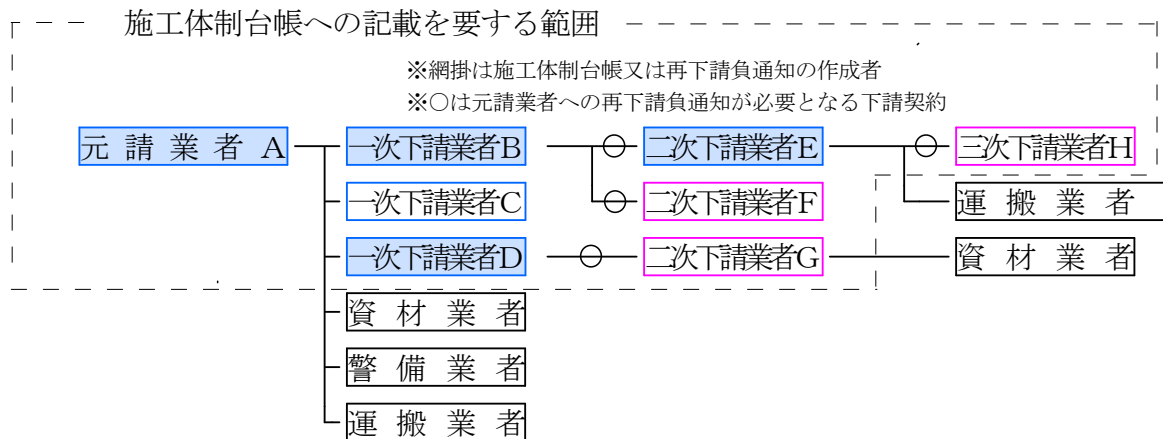 施工体制台帳への記載を要する範囲
※網掛は施工体制台帳又は再下請負通知の作成者
※○は元請業者への再下請負通知が必要となる下請契約
元請業者A 一次下請業者B 二次下請業者E 三次下請業者H
一次下請業者C 二次下請業者F 運搬業者
一次下請業者D 二次下請業者G 資材業者
資材業者
警備業者
運搬業者